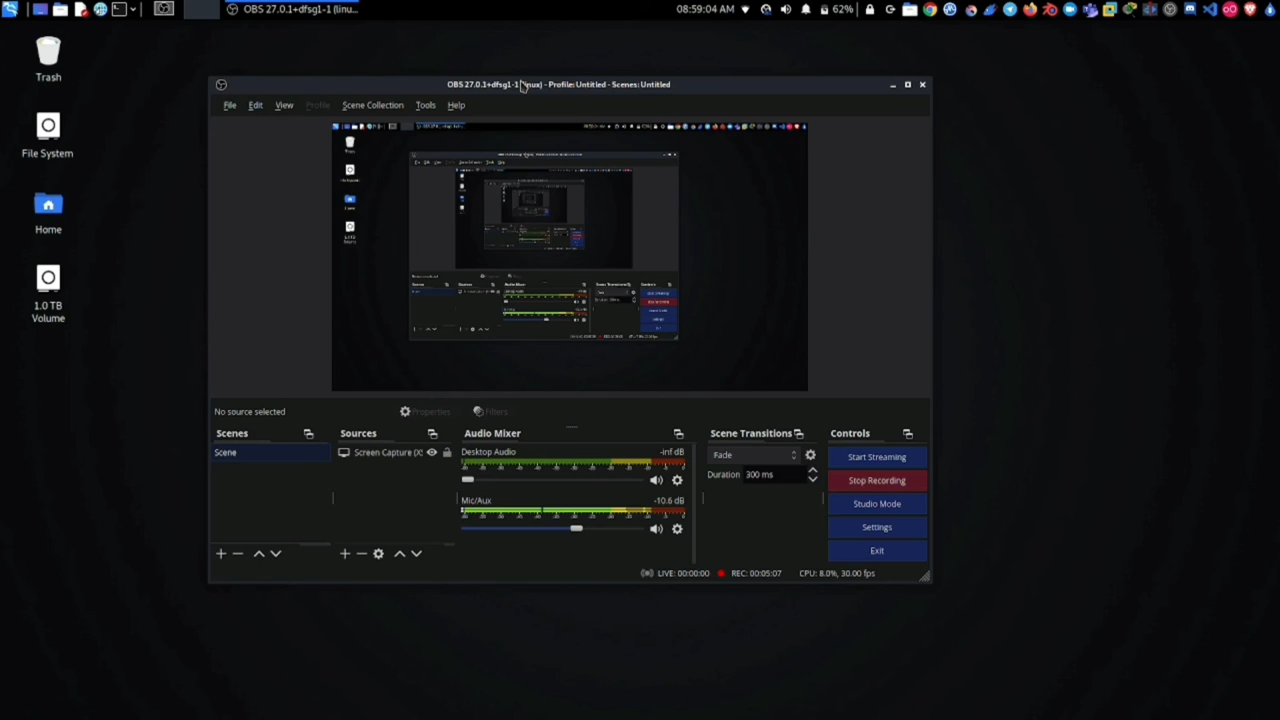 OBS 27.0.1+dfsg1-1 (linu...
08:59:04 AM
62%
Trash
File System
Home
1.0 TB
Volume
OBS 27.0.1+dfsg1-1 (linux) - Profile: Untitled - Scenes: Untitled
File Edit View Profile Scene Collection Tools Help
No source selected
Properties
Filters
Scenes
Sources
Audio Mixer
Scene Transitions
Controls
Scene
Screen Capture (XS
Desktop Audio
-inf dB
Mic/Aux
-10.6 dB
Fade
Duration 300 ms
Start Streaming
Stop Recording
Studio Mode
Settings
Exit
LIVE: 00:00:00
REC: 00:05:07
CPU: 8.0%, 30.00 fps